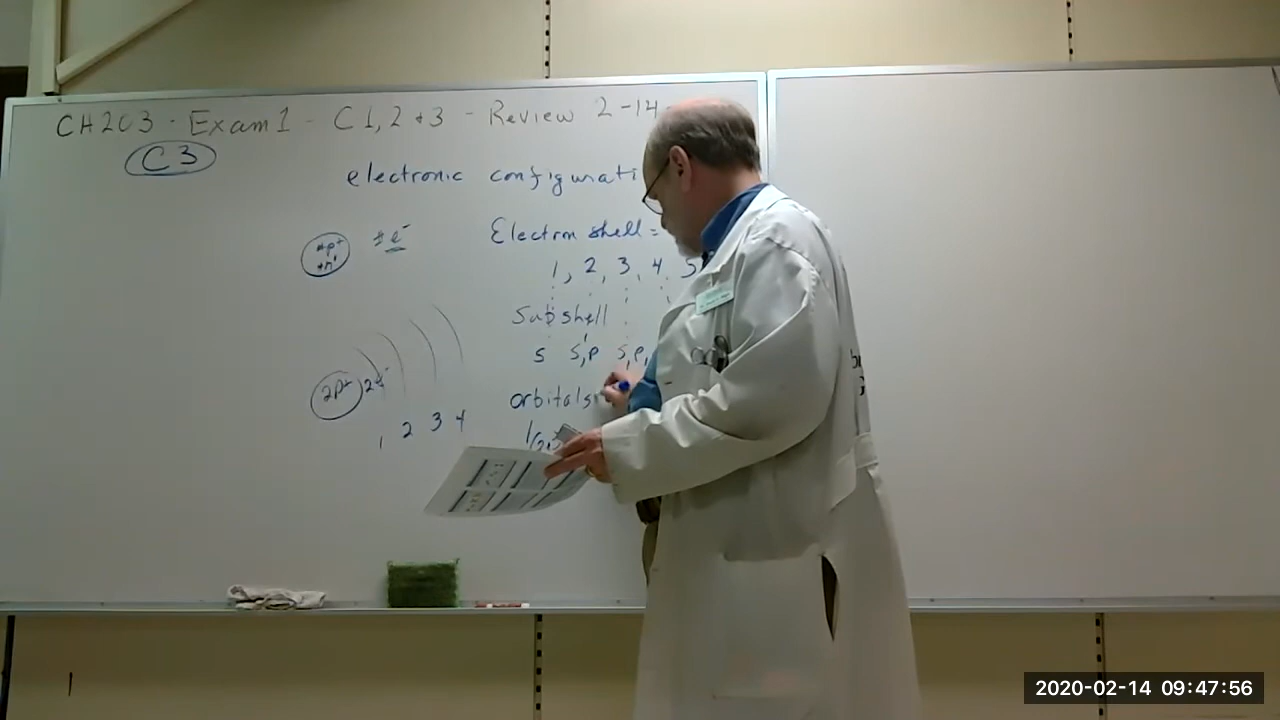 CH203 - Exam 1 - C 1, 2 + 3 - Review 2-14
C3
electronic configurati
#p+ #n° #e-
Electron shell =
1, 2, 3, 4, 5
Subshell
s s,p s,p,
2p+ 2e-
orbitals
1 2 3 4
2020-02-14 09:47:56